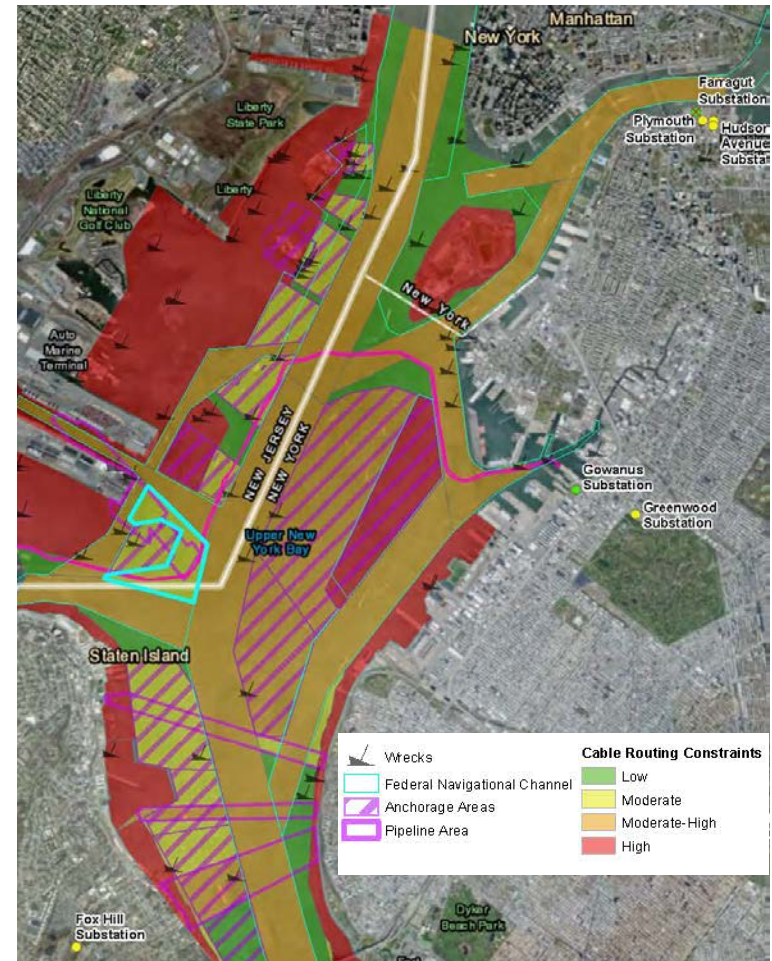 Manhattan
New York
Farragut
Substation
Liberty
State Park
Plymouth
Substation
Hudson
Avenue
Substa
Liberty
Liberty
National
Golf Club
New York
Auto
Marine
Terminal
NEW JERSEY
NEW YORK
Gowanus
Substation
Greenwood
Substation
Upper New
York Bay
Staten Island
Wrecks
Federal Navigational Channel
Anchorage Areas
Pipeline Area
Cable Routing Constraints
Low
Moderate
Moderate-High
High
Fox Hill
Substation
Dyker
Beach Park